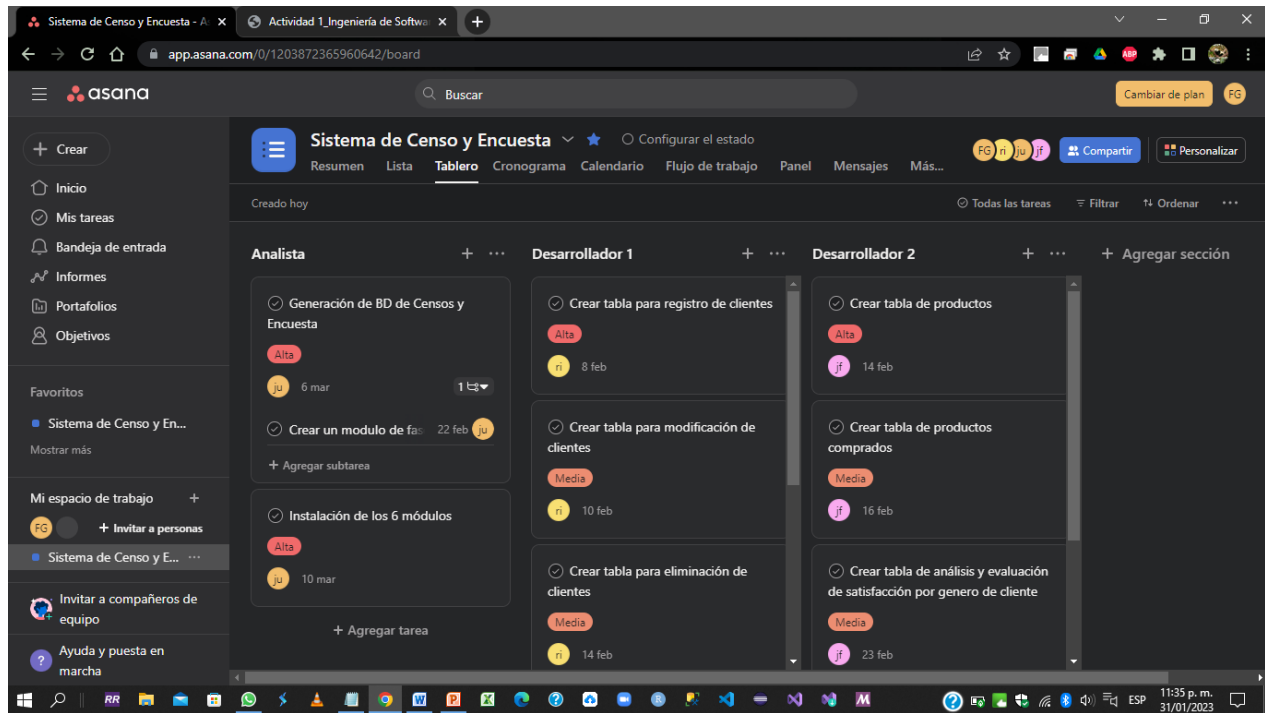 Sistema de Censo y Encuesta - A
Actividad 1_Ingeniería de Softwa
app.asana.com/0/1203872365960642/board
ABP
asana
Buscar
Cambiar de plan
FG
Crear
Inicio
Mis tareas
Bandeja de entrada
Informes
Portafolios
Objetivos
Favoritos
Sistema de Censo y En...
Mostrar más
Mi espacio de trabajo +
FG
+ Invitar a personas
Sistema de Censo y E... ...
Invitar a compañeros de
equipo
? Ayuda y puesta en
marcha
Sistema de Censo y Encuesta
Configurar el estado
Resumen Lista Tablero Cronograma Calendario Flujo de trabajo Panel Mensajes Más...
FG ri ju jf
Compartir
Personalizar
Creado hoy
Todas las tareas
Filtrar
Ordenar
...
Analista + ...
Generación de BD de Censos y
Encuesta
Alta
ju 6 mar 1
Crear un modulo de fas 22 feb ju
+ Agregar subtarea
Instalación de los 6 módulos
Alta
ju 10 mar
+ Agregar tarea
Desarrollador 1 + ...
Crear tabla para registro de clientes
Alta
ri 8 feb
Crear tabla para modificación de
clientes
Media
ri 10 feb
Crear tabla para eliminación de
clientes
Media
ri 14 feb
Desarrollador 2 + ...
Crear tabla de productos
Alta
jf 14 feb
Crear tabla de productos
comprados
Media
jf 16 feb
Crear tabla de análisis y evaluación
de satisfacción por genero de cliente
Media
jf 23 feb
+ Agregar sección
RR
ESP
11:35 p. m.
31/01/2023